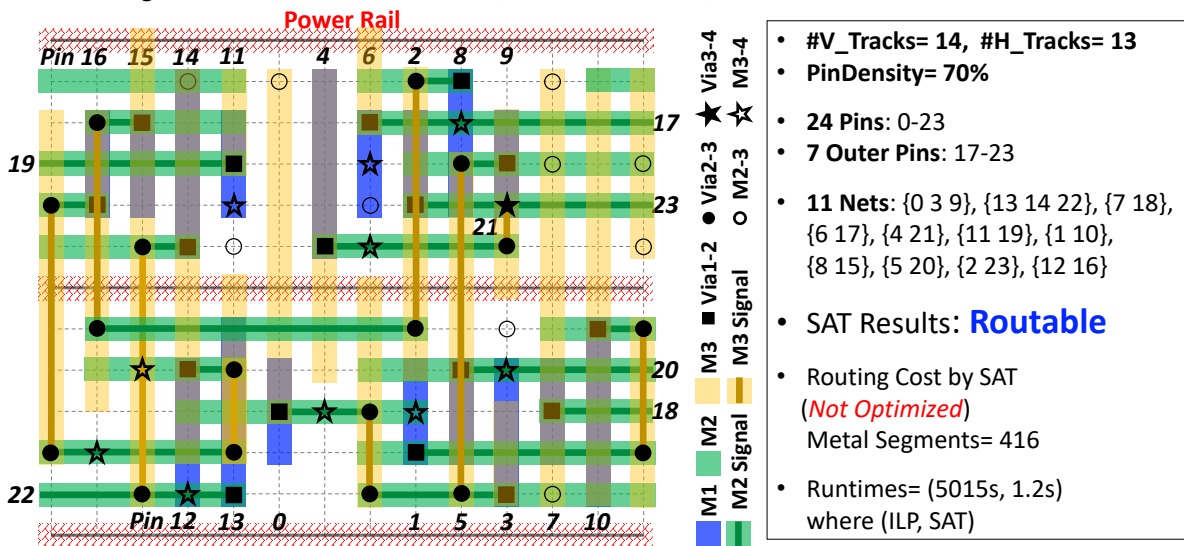 Power Rail
Pin 16 15 14 11 0 4 6 2 8 9
17
19
23
21
20
18
22
Pin 12 13 0 1 5 3 7 10
M1 M2 M3 Via1-2 Via2-3 Via3-4
M2 Signal M3 Signal M2-3 M3-4
• #V_Tracks= 14, #H_Tracks= 13
• PinDensity= 70%
• 24 Pins: 0-23
• 7 Outer Pins: 17-23
• 11 Nets: {0 3 9}, {13 14 22}, {7 18},
{6 17}, {4 21}, {11 19}, {1 10},
{8 15}, {5 20}, {2 23}, {12 16}
• SAT Results: Routable
• Routing Cost by SAT
(Not Optimized)
Metal Segments= 416
• Runtimes= (5015s, 1.2s)
where (ILP, SAT)